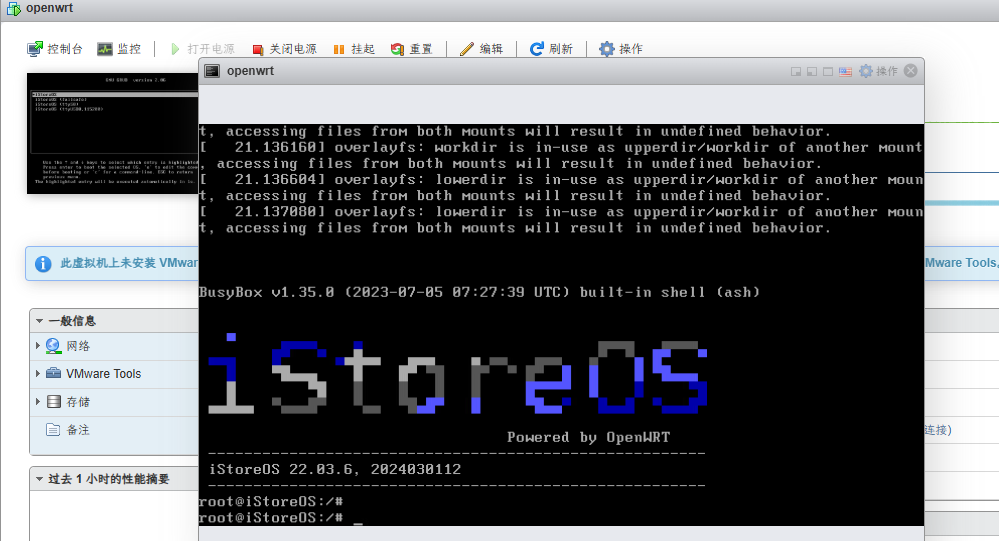 openwrt
控制台 监控 打开电源 关闭电源 挂起 重置 编辑 刷新 操作
GNU GRUB version 2.06
iStoreOS
iStoreOS (failsafe)
openwrt 操作
t, accessing files from both mounts will result in undefined behavior.
[   21.136160] overlayfs: workdir is in-use as upperdir/workdir of another mount
, accessing files from both mounts will result in undefined behavior.
[   21.136604] overlayfs: lowerdir is in-use as upperdir/workdir of another moun
t, accessing files from both mounts will result in undefined behavior.
[   21.137080] overlayfs: lowerdir is in-use as upperdir/workdir of another moun
t, accessing files from both mounts will result in undefined behavior.
此虚拟机上未安装 VMwar
Mware Tools,
BusyBox v1.35.0 (2023-07-05 07:27:39 UTC) built-in shell (ash)
一般信息
网络
VMware Tools
存储
备注
连接)
iStoreOS
Powered by OpenWRT
-----------------------------------------------------
iStoreOS 22.03.6, 2024030112
-----------------------------------------------------
过去 1 小时的性能摘要
root@iStoreOS:/#
root@iStoreOS:/# _